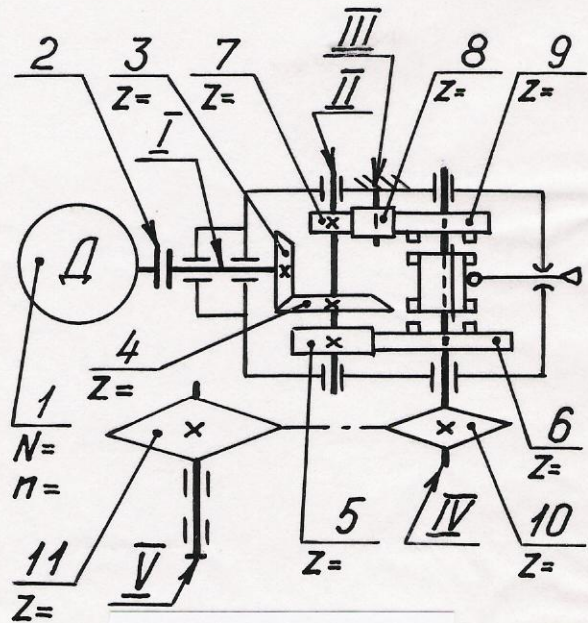 III
2 3 7 II 8 9
I Z= Z= Z= Z=
Д
4
Z=
1
N=
n=
6
Z=
11
Z=
V
5
Z=
IV
10
Z=